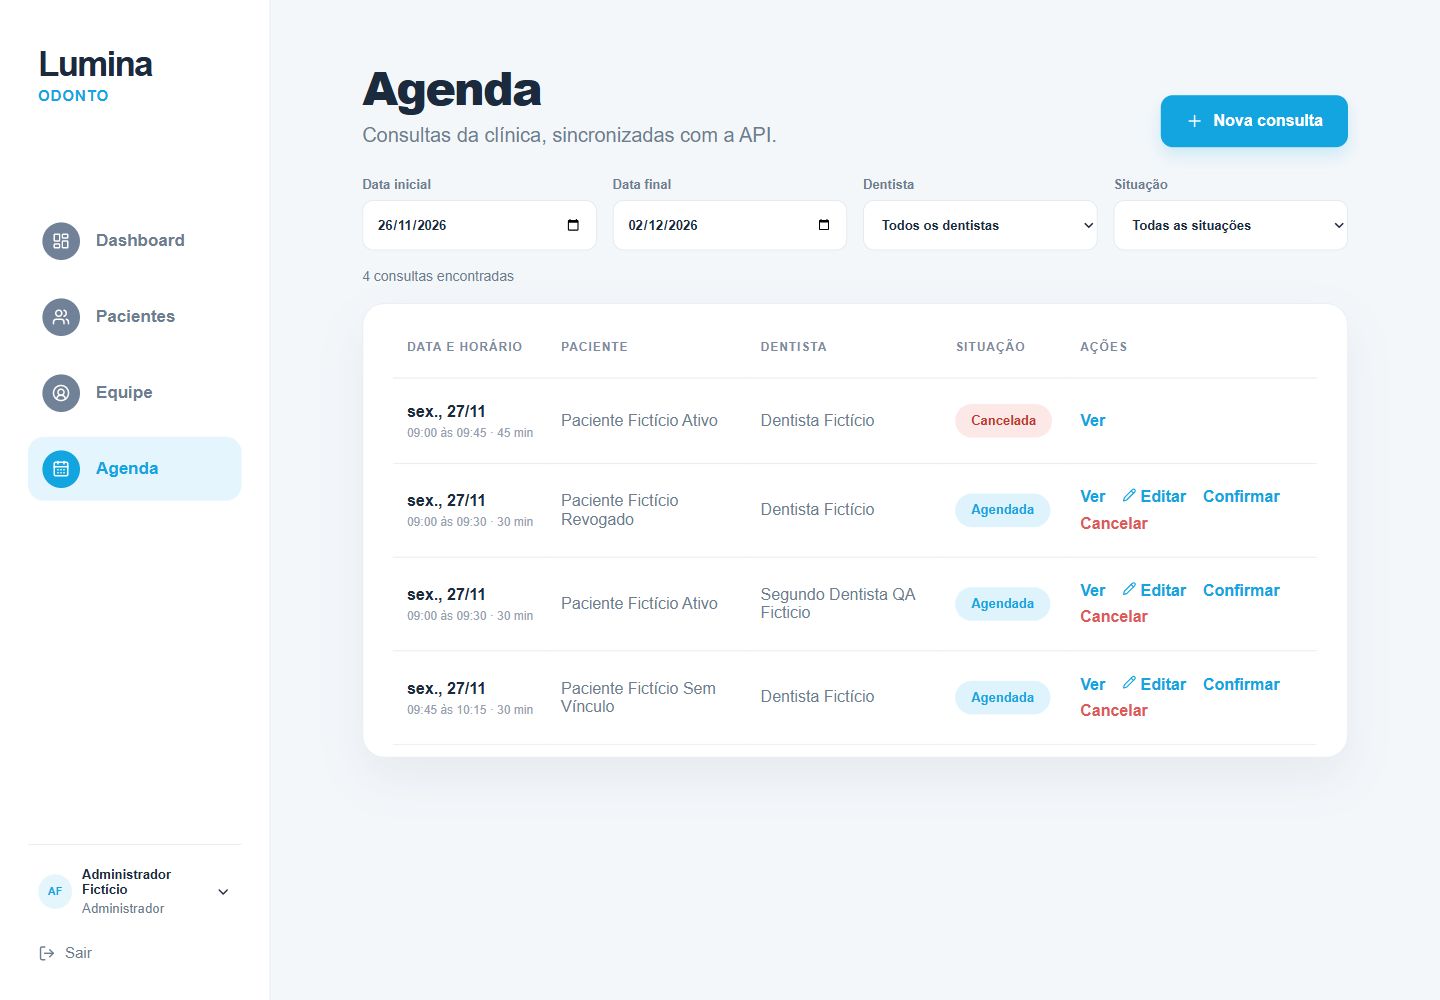 Lumina
ODONTO
Dashboard
Pacientes
Equipe
Agenda
Administrador
Fictício
AF
Administrador
Sair
Agenda
Consultas da clínica, sincronizadas com a API.
Nova consulta
Data inicial
Data final
Dentista
Situação
26/11/2026
02/12/2026
Todos os dentistas
Todas as situações
4 consultas encontradas
DATA E HORÁRIO PACIENTE DENTISTA SITUAÇÃO AÇÕES
sex., 27/11
09:00 às 09:45 · 45 min
Paciente Fictício Ativo
Dentista Fictício
Cancelada
Ver
sex., 27/11
09:00 às 09:30 · 30 min
Paciente Fictício
Revogado
Dentista Fictício
Agendada
Ver Editar Confirmar
Cancelar
sex., 27/11
09:00 às 09:30 · 30 min
Paciente Fictício Ativo
Segundo Dentista QA
Ficticio
Agendada
Ver Editar Confirmar
Cancelar
sex., 27/11
09:45 às 10:15 · 30 min
Paciente Fictício Sem
Vínculo
Dentista Fictício
Agendada
Ver Editar Confirmar
Cancelar